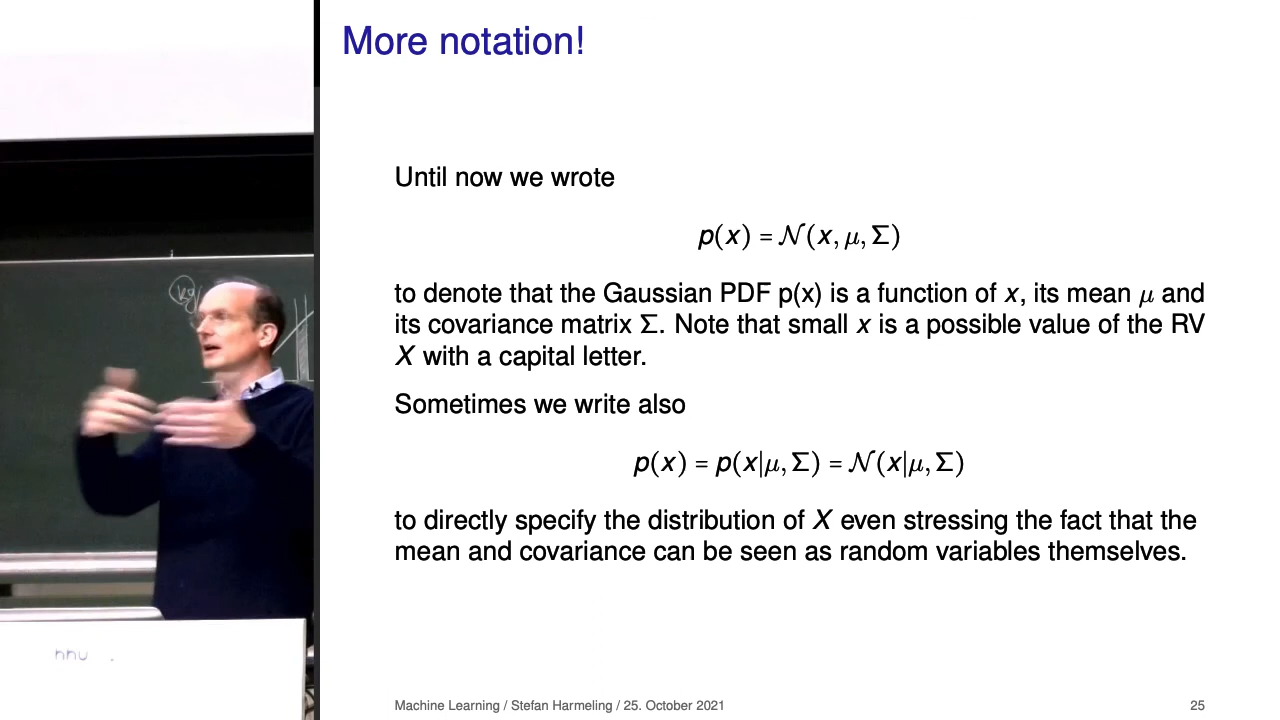 More notation!
Until now we wrote
p(x) = 𝒩(x, μ, Σ)
to denote that the Gaussian PDF p(x) is a function of x, its mean μ and
its covariance matrix Σ. Note that small x is a possible value of the RV
X with a capital letter.
Sometimes we write also
p(x) = p(x|μ, Σ) = 𝒩(x|μ, Σ)
to directly specify the distribution of X even stressing the fact that the
mean and covariance can be seen as random variables themselves.
Machine Learning / Stefan Harmeling / 25. October 2021
25
kg
hhu